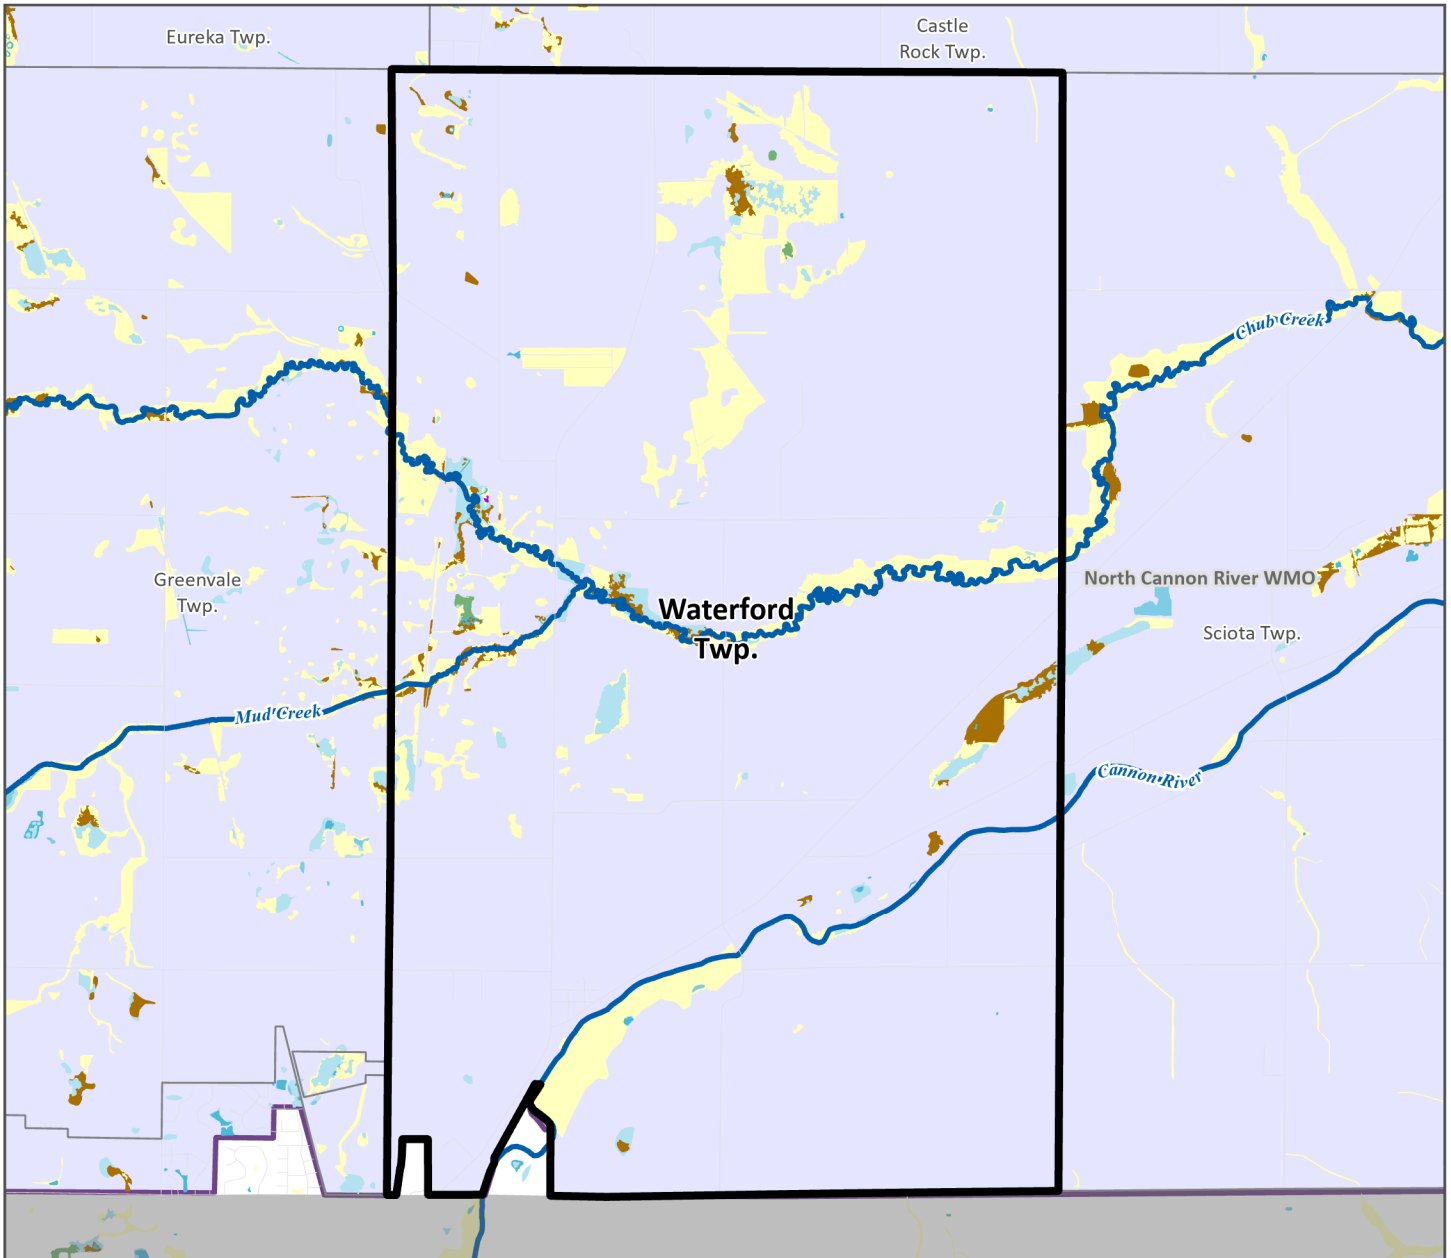 Eureka Twp.
Castle
Rock Twp.
Chub Creek
Greenvale
Twp.
North Cannon River WMO
Waterford
Twp.
Sciota Twp.
Mud Creek
Cannon River